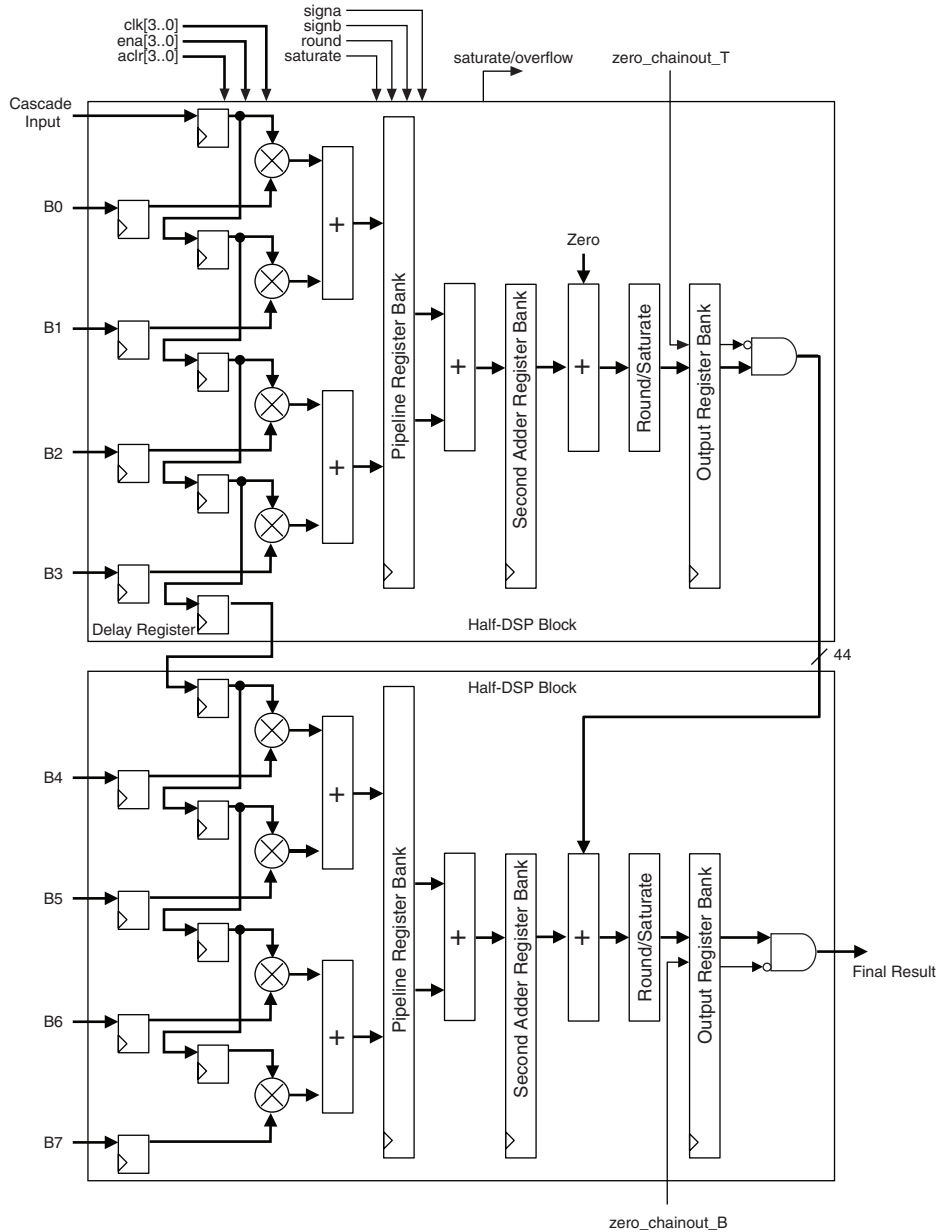 clk[3..0]
ena[3..0]
aclr[3..0]
signa
signb
round
saturate
saturate/overflow
zero_chainout_T
Cascade
Input
B0
B1
B2
B3
+
+
Pipeline Register Bank
+
Second Adder Register Bank
Zero
+
Round/Saturate
Output Register Bank
Delay Register
Half-DSP Block
44
Half-DSP Block
B4
B5
B6
B7
+
+
Pipeline Register Bank
+
Second Adder Register Bank
+
Round/Saturate
Output Register Bank
Final Result
zero_chainout_B